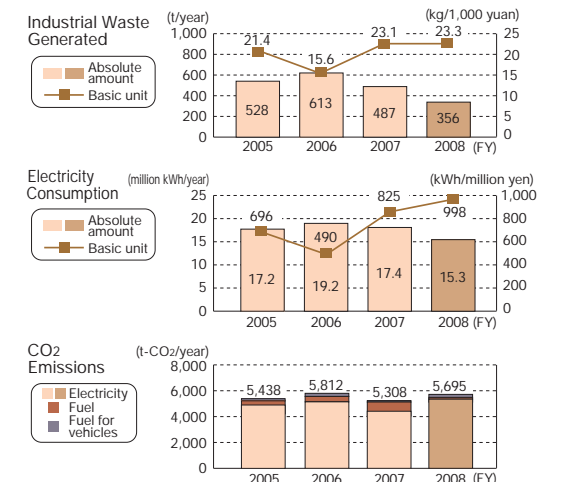 Industrial Waste
Generated
(t/year)
(kg/1,000 yuan)
Absolute
amount
Basic unit
1,000
800
600
400
200
0
25
20
15
10
5
0
21.4
15.6
23.1
23.3
528
613
487
356
2005 2006 2007 2008 (FY)
Electricity
Consumption
(million kWh/year)
(kWh/million yen)
Absolute
amount
Basic unit
25
20
15
10
5
0
1,000
800
600
400
200
0
696
490
825
998
17.2
19.2
17.4
15.3
2005 2006 2007 2008 (FY)
CO2
Emissions
(t-CO2/year)
Electricity
Fuel
Fuel for
vehicles
8,000
6,000
4,000
2,000
0
5,438
5,812
5,308
5,695
2005 2006 2007 2008 (FY)